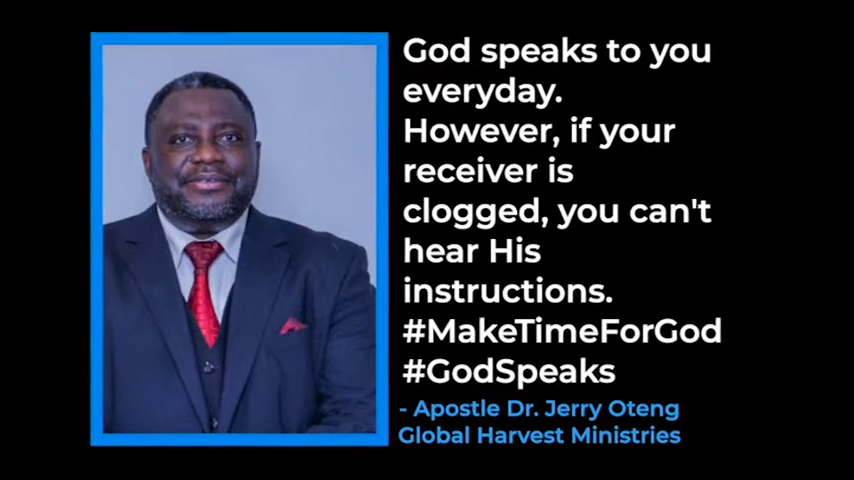 God speaks to you
everyday.
However, if your
receiver is
clogged, you can't
hear His
instructions.
#MakeTimeForGod
#GodSpeaks
- Apostle Dr. Jerry Oteng
Global Harvest Ministries